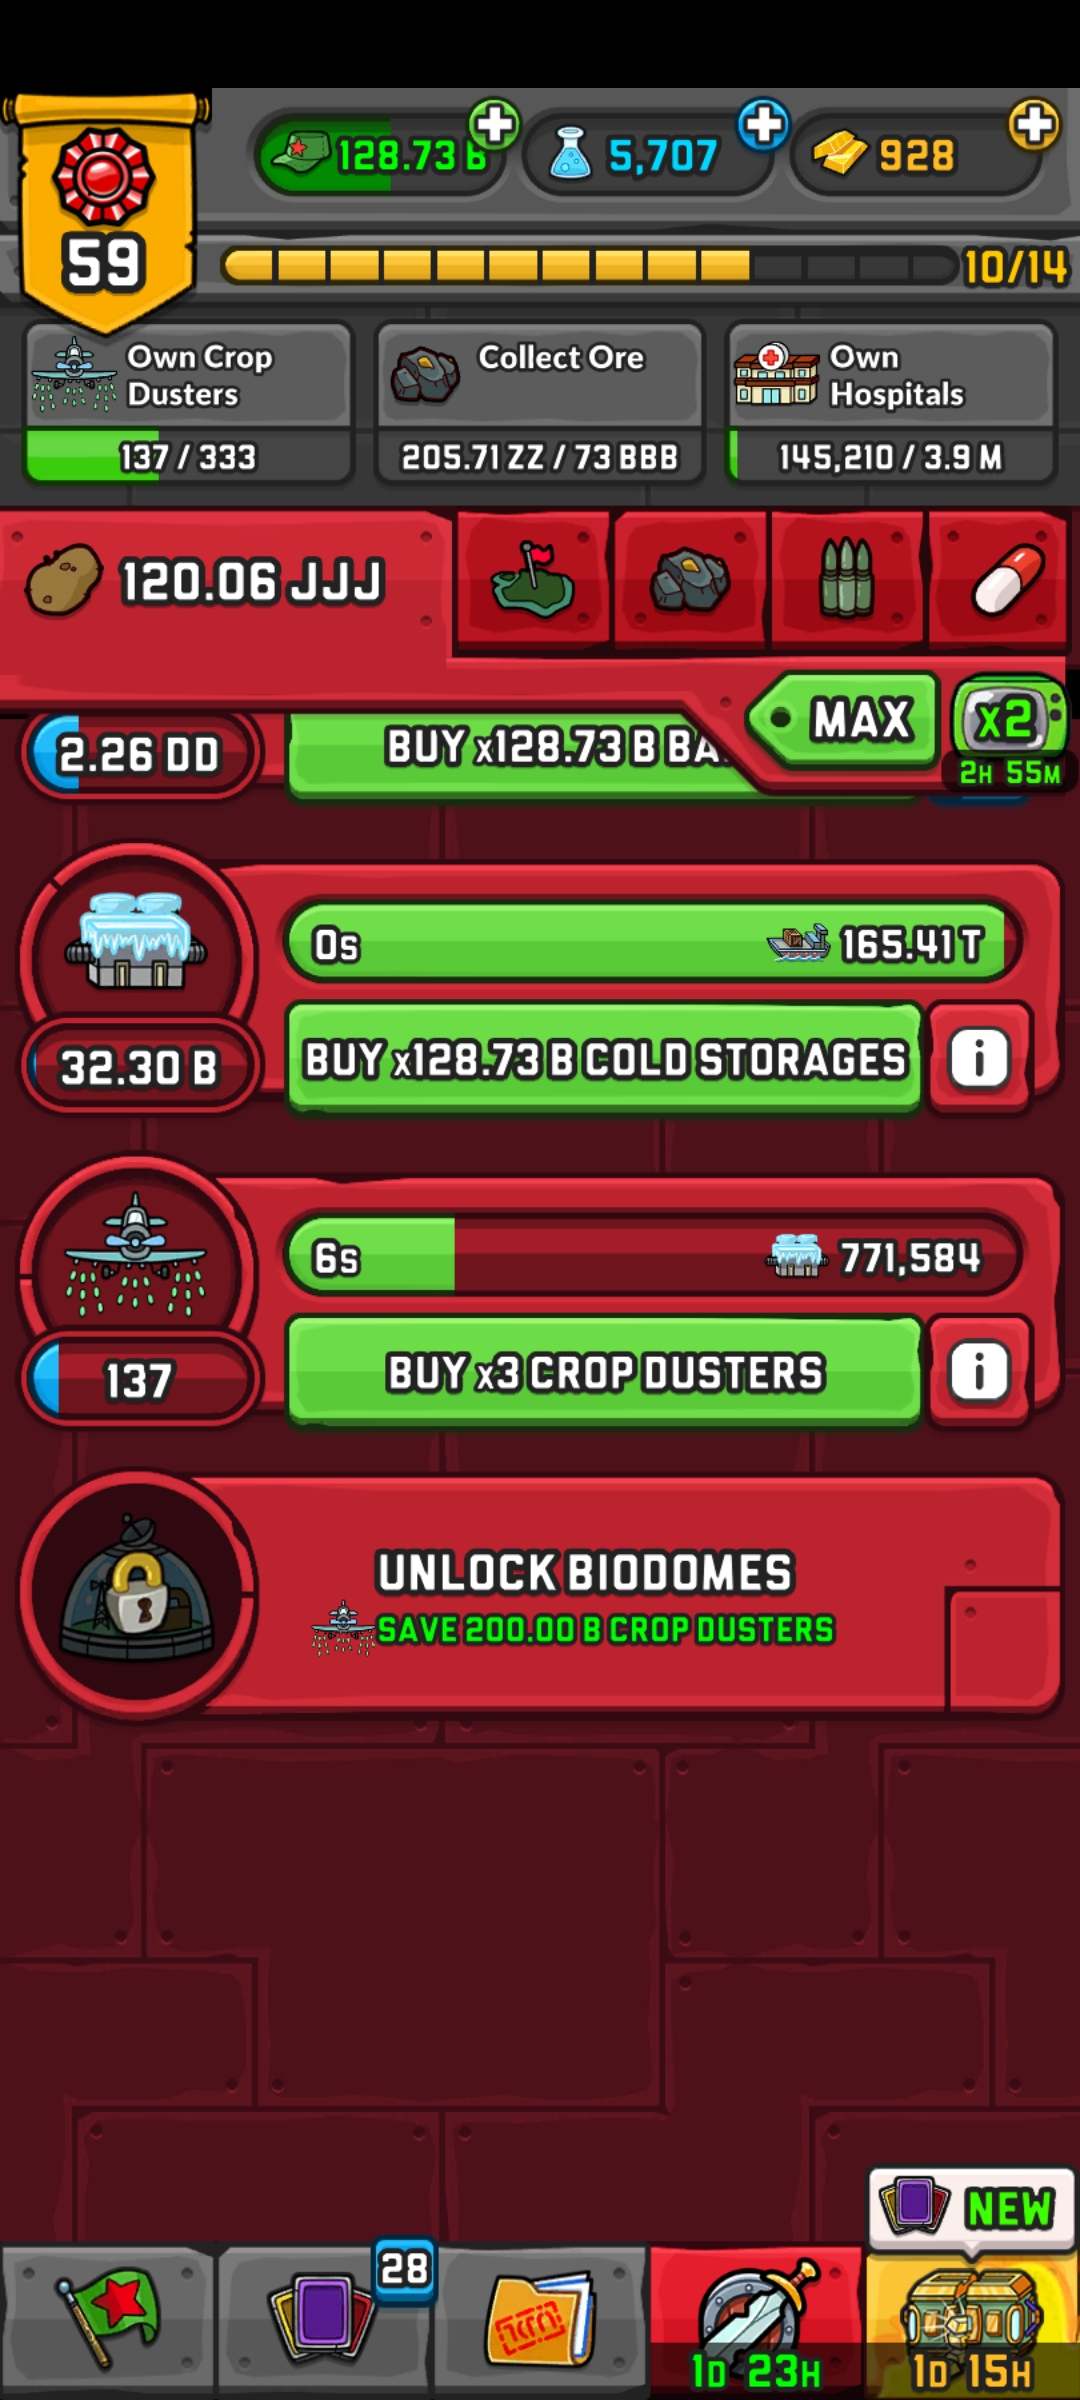 128.73 B
5,707
928
59
10/14
Own Crop
Dusters
137 / 333
Collect Ore
205.71 ZZ / 73 BBB
Own
Hospitals
145,210 / 3.9 M
120.06 JJJ
MAX
x2
2H 55M
2.26 DD
BUY x128.73 B BA
0s
165.41 T
32.30 B
BUY x128.73 B COLD STORAGES
i
6s
771,584
137
BUY x3 CROP DUSTERS
i
UNLOCK BIODOMES
SAVE 200.00 B CROP DUSTERS
NEW
28
1D 23H
1D 15H